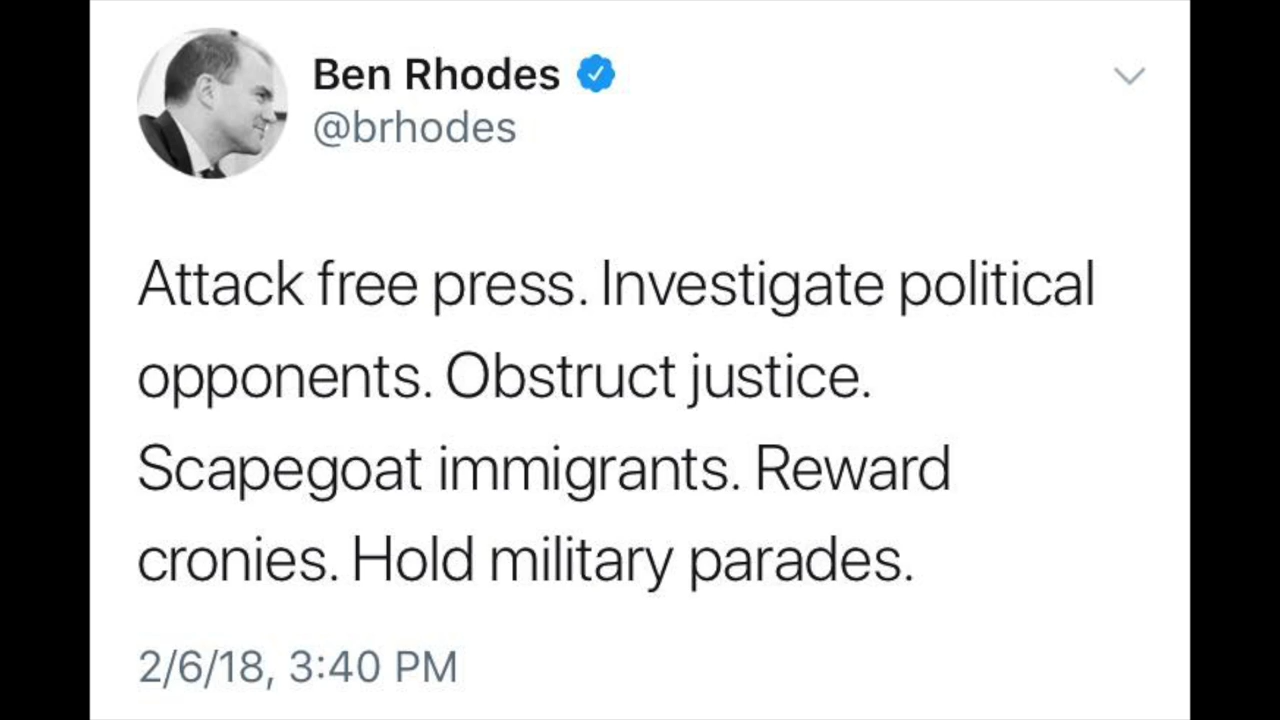 Ben Rhodes
@brhodes
Attack free press. Investigate political
opponents. Obstruct justice.
Scapegoat immigrants. Reward
cronies. Hold military parades.
2/6/18, 3:40 PM